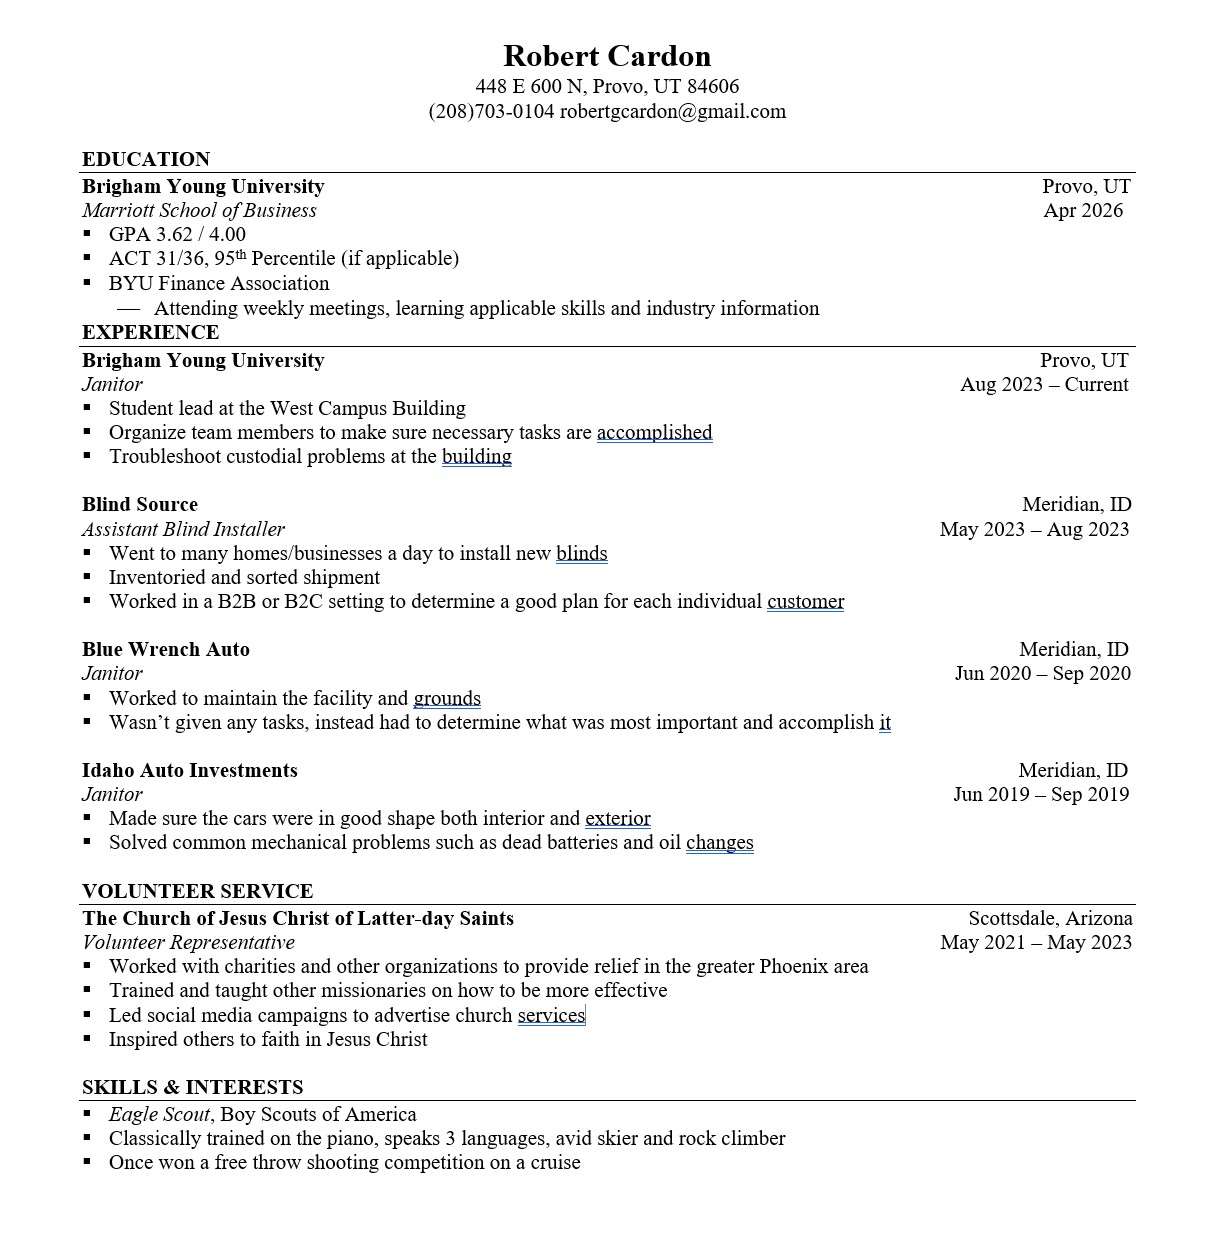 Robert Cardon
448 E 600 N, Provo, UT 84606
(208)703-0104 robertgcardon@gmail.com
EDUCATION
Brigham Young University Provo, UT
Marriott School of Business Apr 2026
▪ GPA 3.62 / 4.00
▪ ACT 31/36, 95th Percentile (if applicable)
▪ BYU Finance Association
— Attending weekly meetings, learning applicable skills and industry information
EXPERIENCE
Brigham Young University Provo, UT
Janitor Aug 2023 – Current
▪ Student lead at the West Campus Building
▪ Organize team members to make sure necessary tasks are accomplished
▪ Troubleshoot custodial problems at the building
Blind Source Meridian, ID
Assistant Blind Installer May 2023 – Aug 2023
▪ Went to many homes/businesses a day to install new blinds
▪ Inventoried and sorted shipment
▪ Worked in a B2B or B2C setting to determine a good plan for each individual customer
Blue Wrench Auto Meridian, ID
Janitor Jun 2020 – Sep 2020
▪ Worked to maintain the facility and grounds
▪ Wasn’t given any tasks, instead had to determine what was most important and accomplish it
Idaho Auto Investments Meridian, ID
Janitor Jun 2019 – Sep 2019
▪ Made sure the cars were in good shape both interior and exterior
▪ Solved common mechanical problems such as dead batteries and oil changes
VOLUNTEER SERVICE
The Church of Jesus Christ of Latter-day Saints Scottsdale, Arizona
Volunteer Representative May 2021 – May 2023
▪ Worked with charities and other organizations to provide relief in the greater Phoenix area
▪ Trained and taught other missionaries on how to be more effective
▪ Led social media campaigns to advertise church services
▪ Inspired others to faith in Jesus Christ
SKILLS & INTERESTS
▪ Eagle Scout, Boy Scouts of America
▪ Classically trained on the piano, speaks 3 languages, avid skier and rock climber
▪ Once won a free throw shooting competition on a cruise